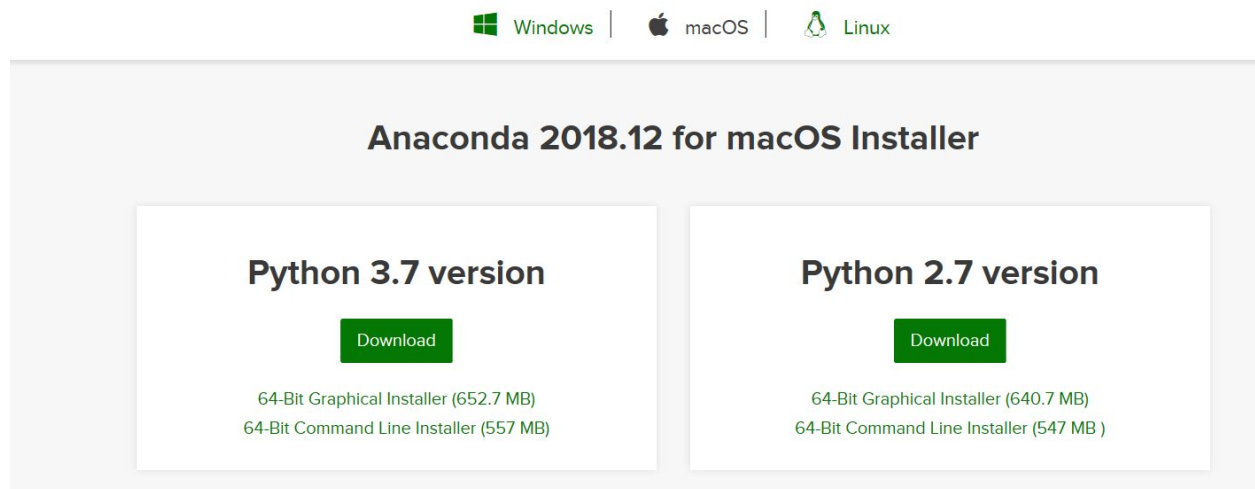 Windows | macOS | Linux
Anaconda 2018.12 for macOS Installer
Python 3.7 version
Download
64-Bit Graphical Installer (652.7 MB)
64-Bit Command Line Installer (557 MB)
Python 2.7 version
Download
64-Bit Graphical Installer (640.7 MB)
64-Bit Command Line Installer (547 MB )